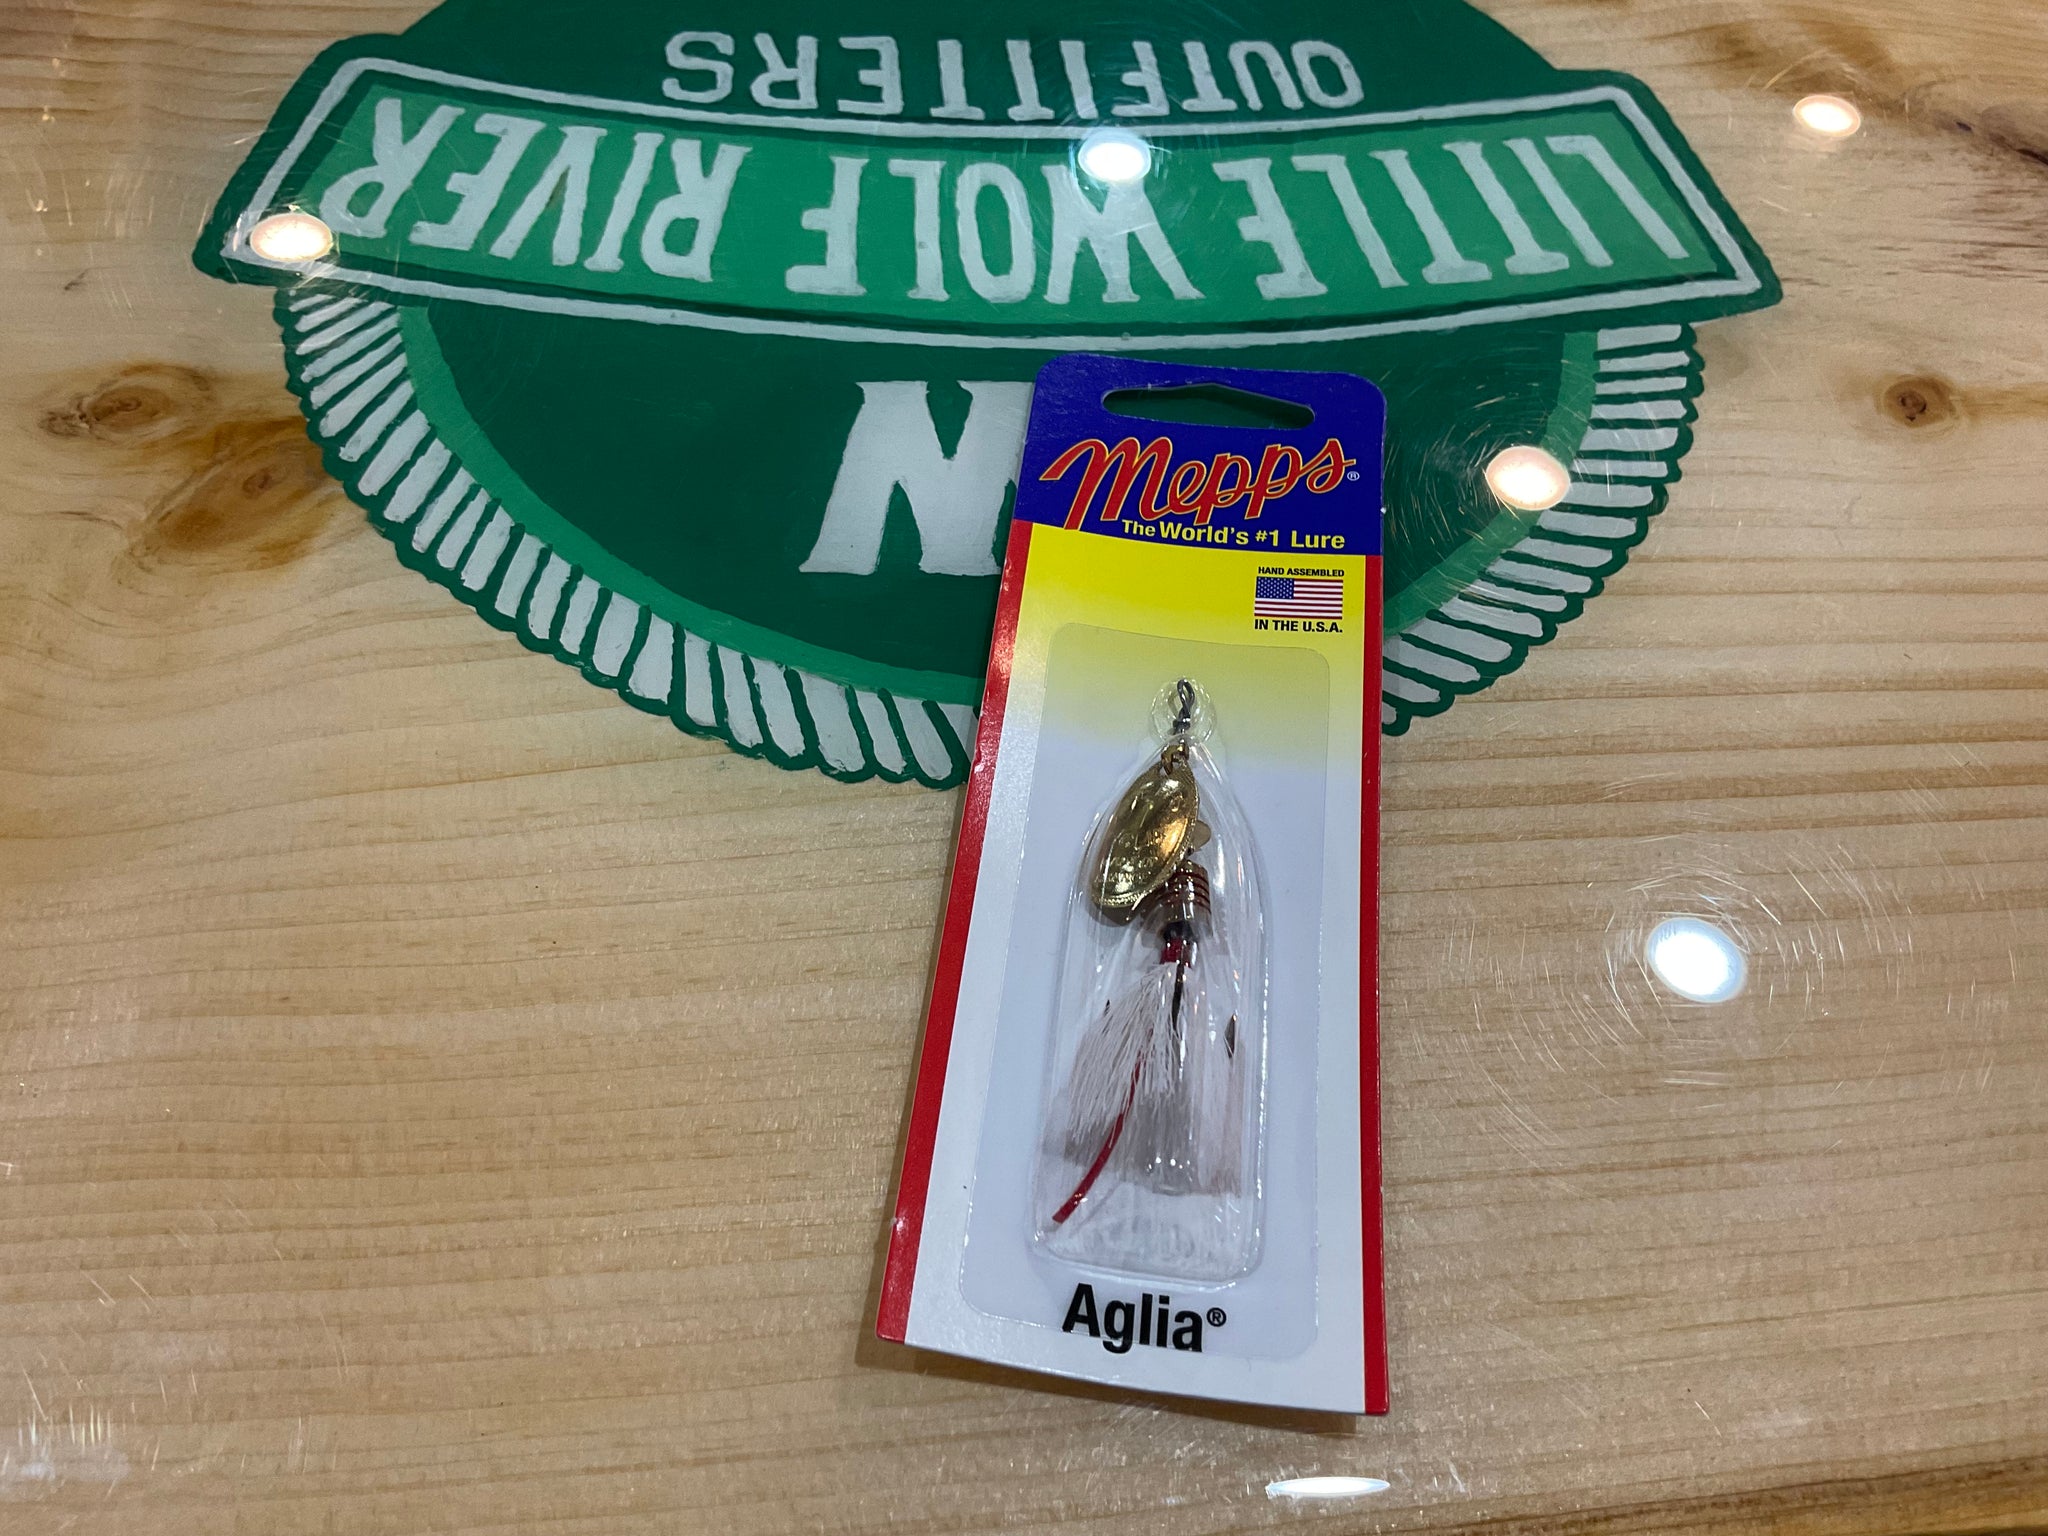 OUTFITTERS
LITTLE WOLF RIVER
Mepps®
The World's #1 Lure
HAND ASSEMBLED
IN THE U.S.A.
Aglia®